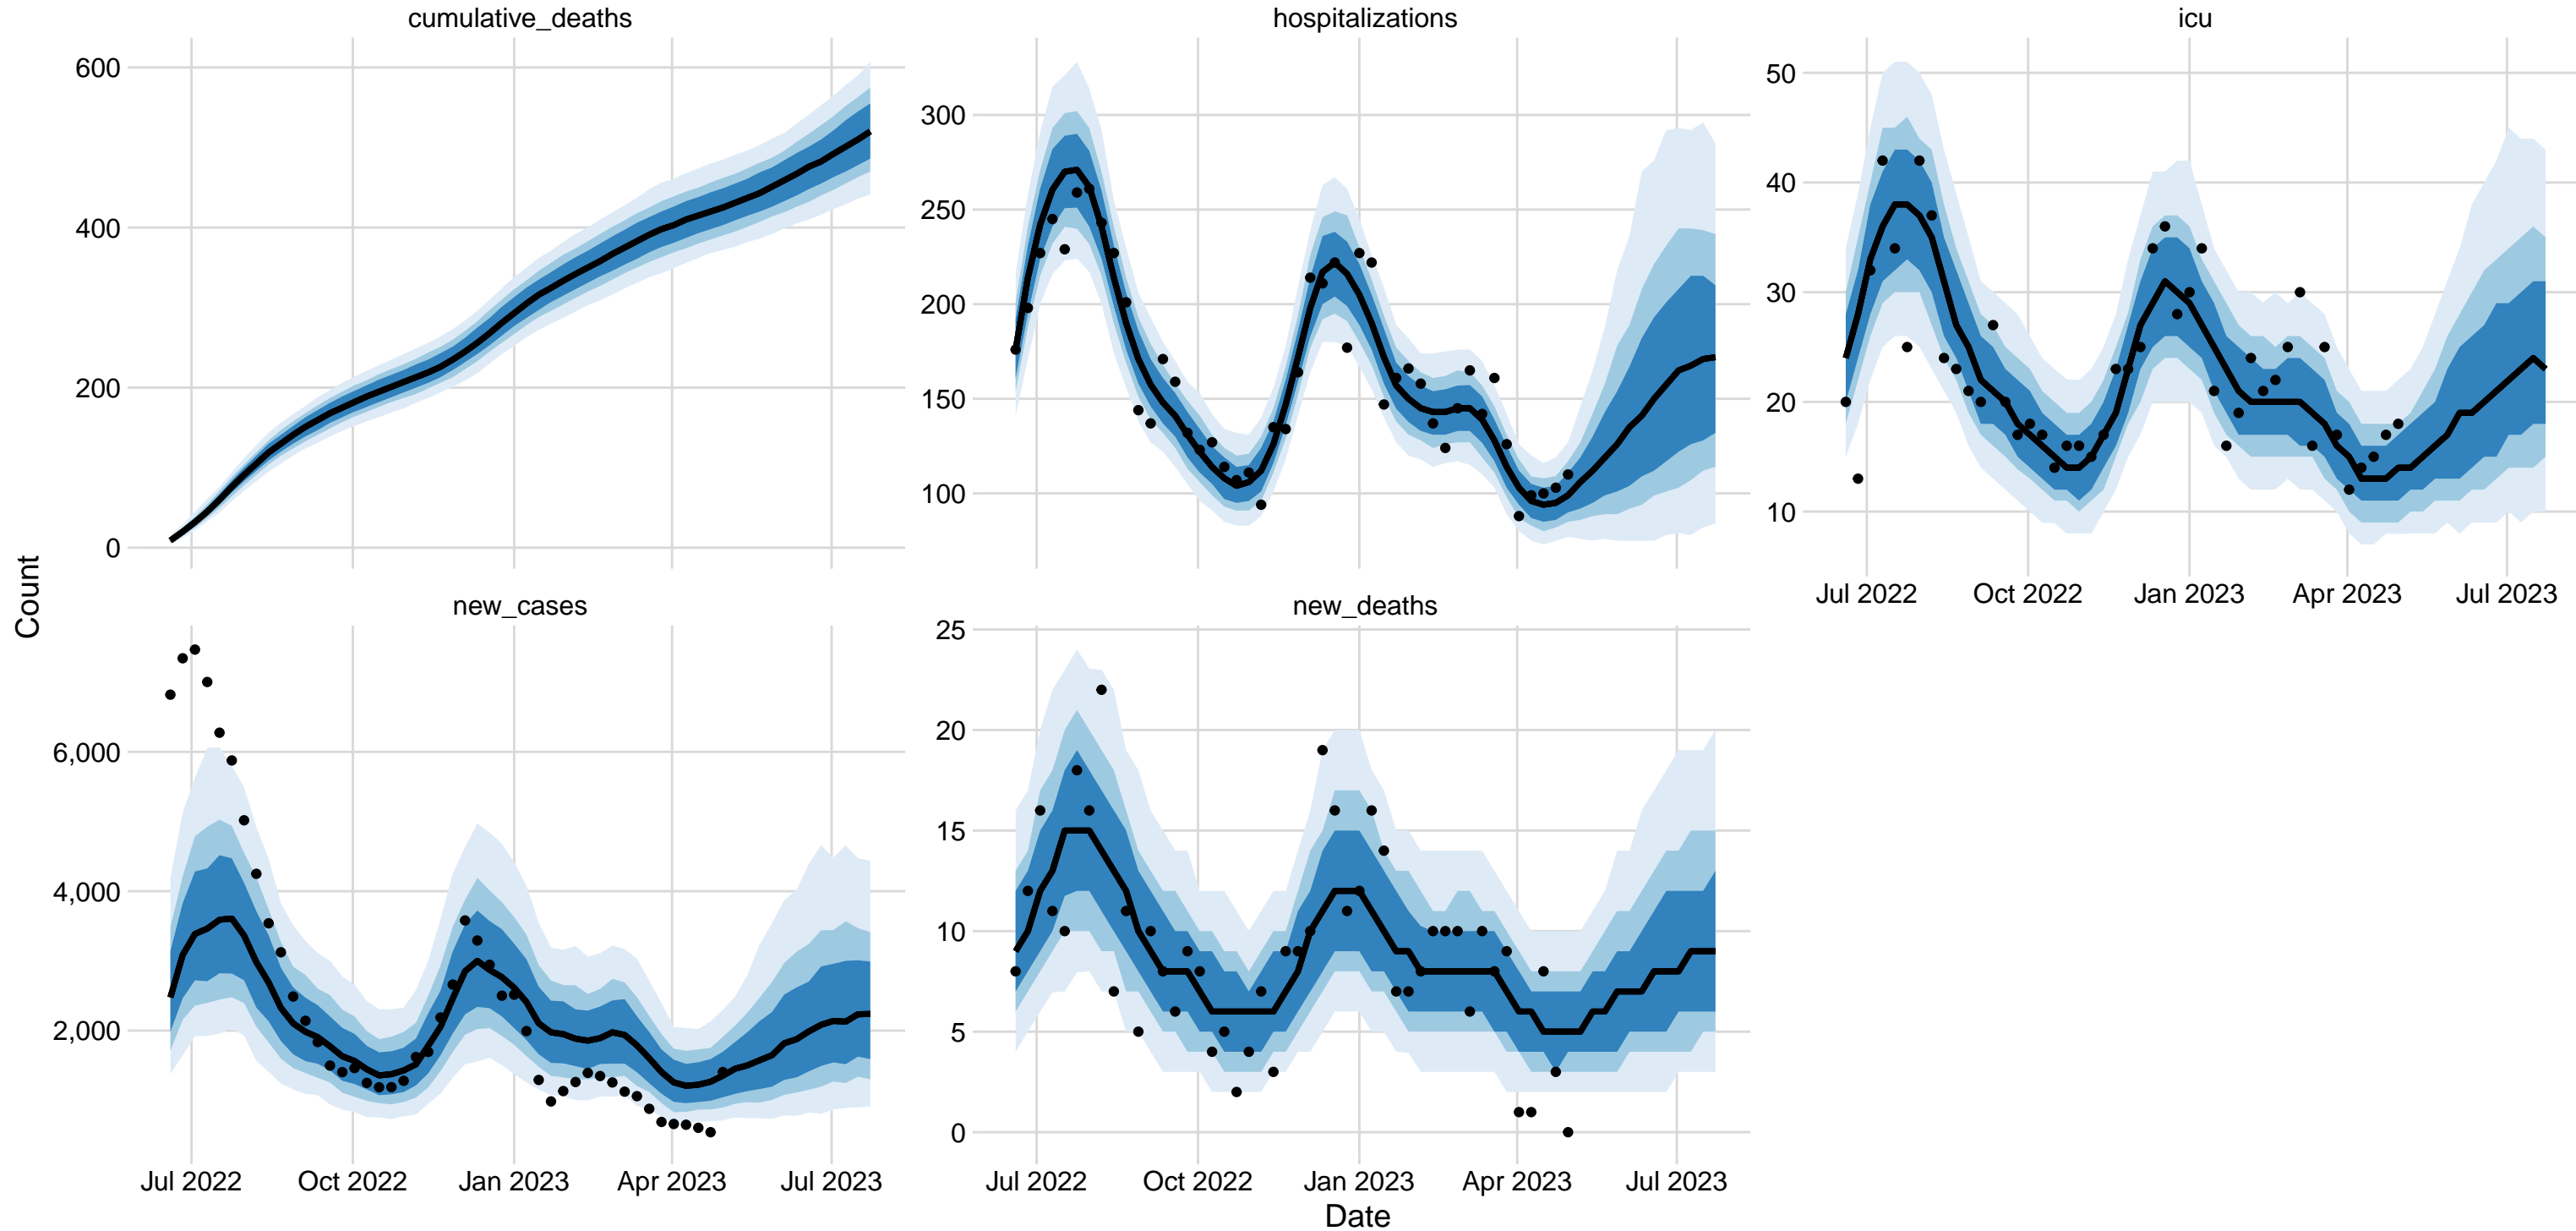 cumulative_deaths
hospitalizations
icu
600
400
200
0
300
250
200
150
100
50
40
30
20
10
Jul 2022 Oct 2022 Jan 2023 Apr 2023 Jul 2023
Count
new_cases
new_deaths
6,000
4,000
2,000
25
20
15
10
5
0
Jul 2022 Oct 2022 Jan 2023 Apr 2023 Jul 2023
Jul 2022 Oct 2022 Jan 2023 Apr 2023 Jul 2023
Date